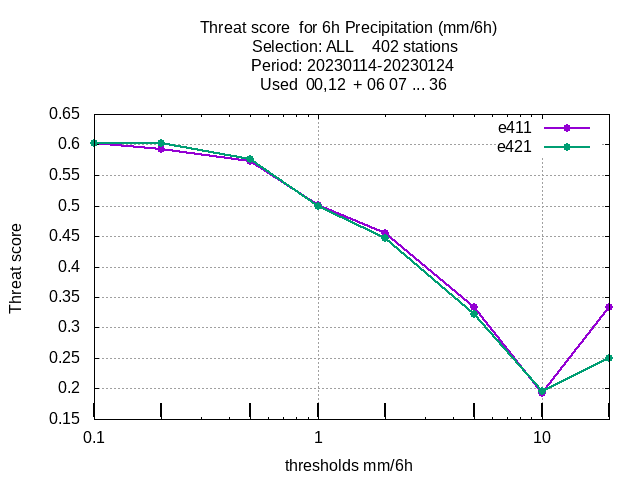 Threat score  for 6h Precipitation (mm/6h)
Selection: ALL    402 stations
Period: 20230114-20230124
Used  00,12  + 06 07 ... 36
0.65
0.6
0.55
0.5
0.45
0.4
0.35
0.3
0.25
0.2
0.15
Threat score
e411
e421
0.1
1
10
thresholds mm/6h